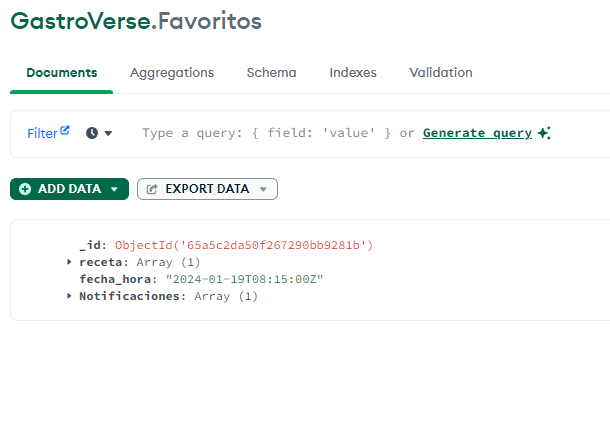 GastroVerse.Favoritos
Documents Aggregations Schema Indexes Validation
Filter Type a query: { field: 'value' } or Generate query
ADD DATA EXPORT DATA
_id: ObjectId('65a5c2da50f267290bb9281b')
receta: Array (1)
fecha_hora: "2024-01-19T08:15:00Z"
Notificaciones: Array (1)